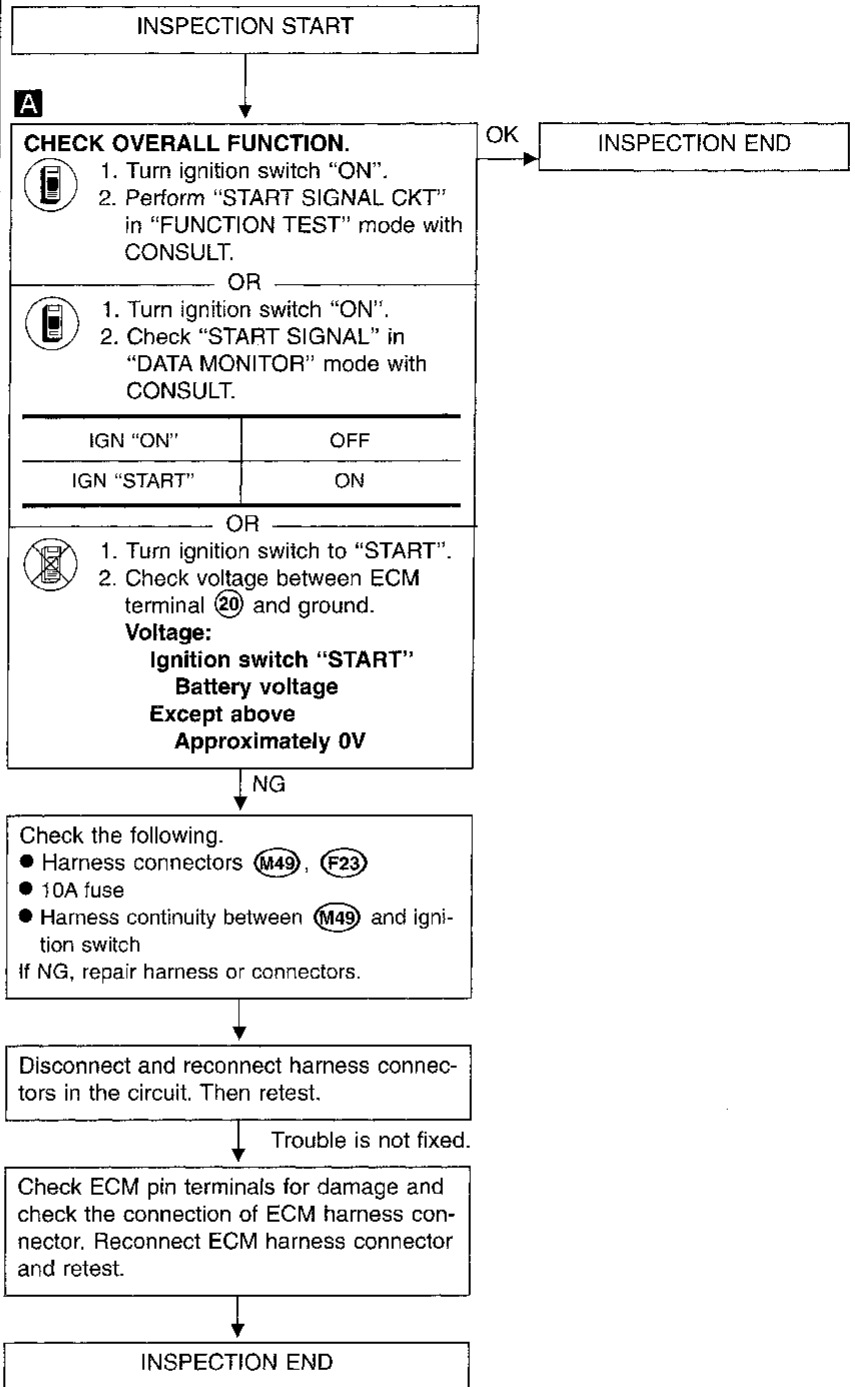 INSPECTION START
A
CHECK OVERALL FUNCTION.
1. Turn ignition switch “ON”.
2. Perform “START SIGNAL CKT”
in “FUNCTION TEST” mode with
CONSULT.
OR
1. Turn ignition switch “ON”.
2. Check “START SIGNAL” in
“DATA MONITOR” mode with
CONSULT.
IGN “ON” OFF
IGN “START” ON
OR
1. Turn ignition switch to “START”.
2. Check voltage between ECM
terminal 20 and ground.
Voltage:
Ignition switch “START”
Battery voltage
Except above
Approximately 0V
OK
INSPECTION END
NG
Check the following.
● Harness connectors M49, F23
● 10A fuse
● Harness continuity between M49 and igni-
tion switch
If NG, repair harness or connectors.
Disconnect and reconnect harness connec-
tors in the circuit. Then retest.
Trouble is not fixed.
Check ECM pin terminals for damage and
check the connection of ECM harness con-
nector. Reconnect ECM harness connector
and retest.
INSPECTION END